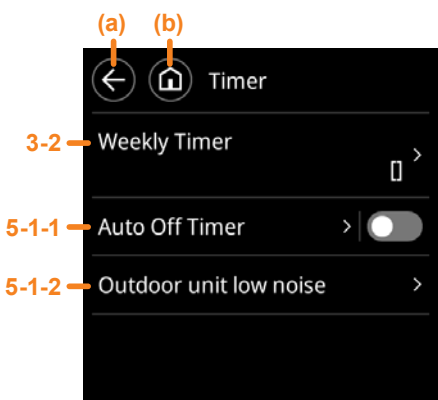 (a) (b)
Timer
3-2 Weekly Timer
[]
5-1-1 Auto Off Timer
5-1-2 Outdoor unit low noise